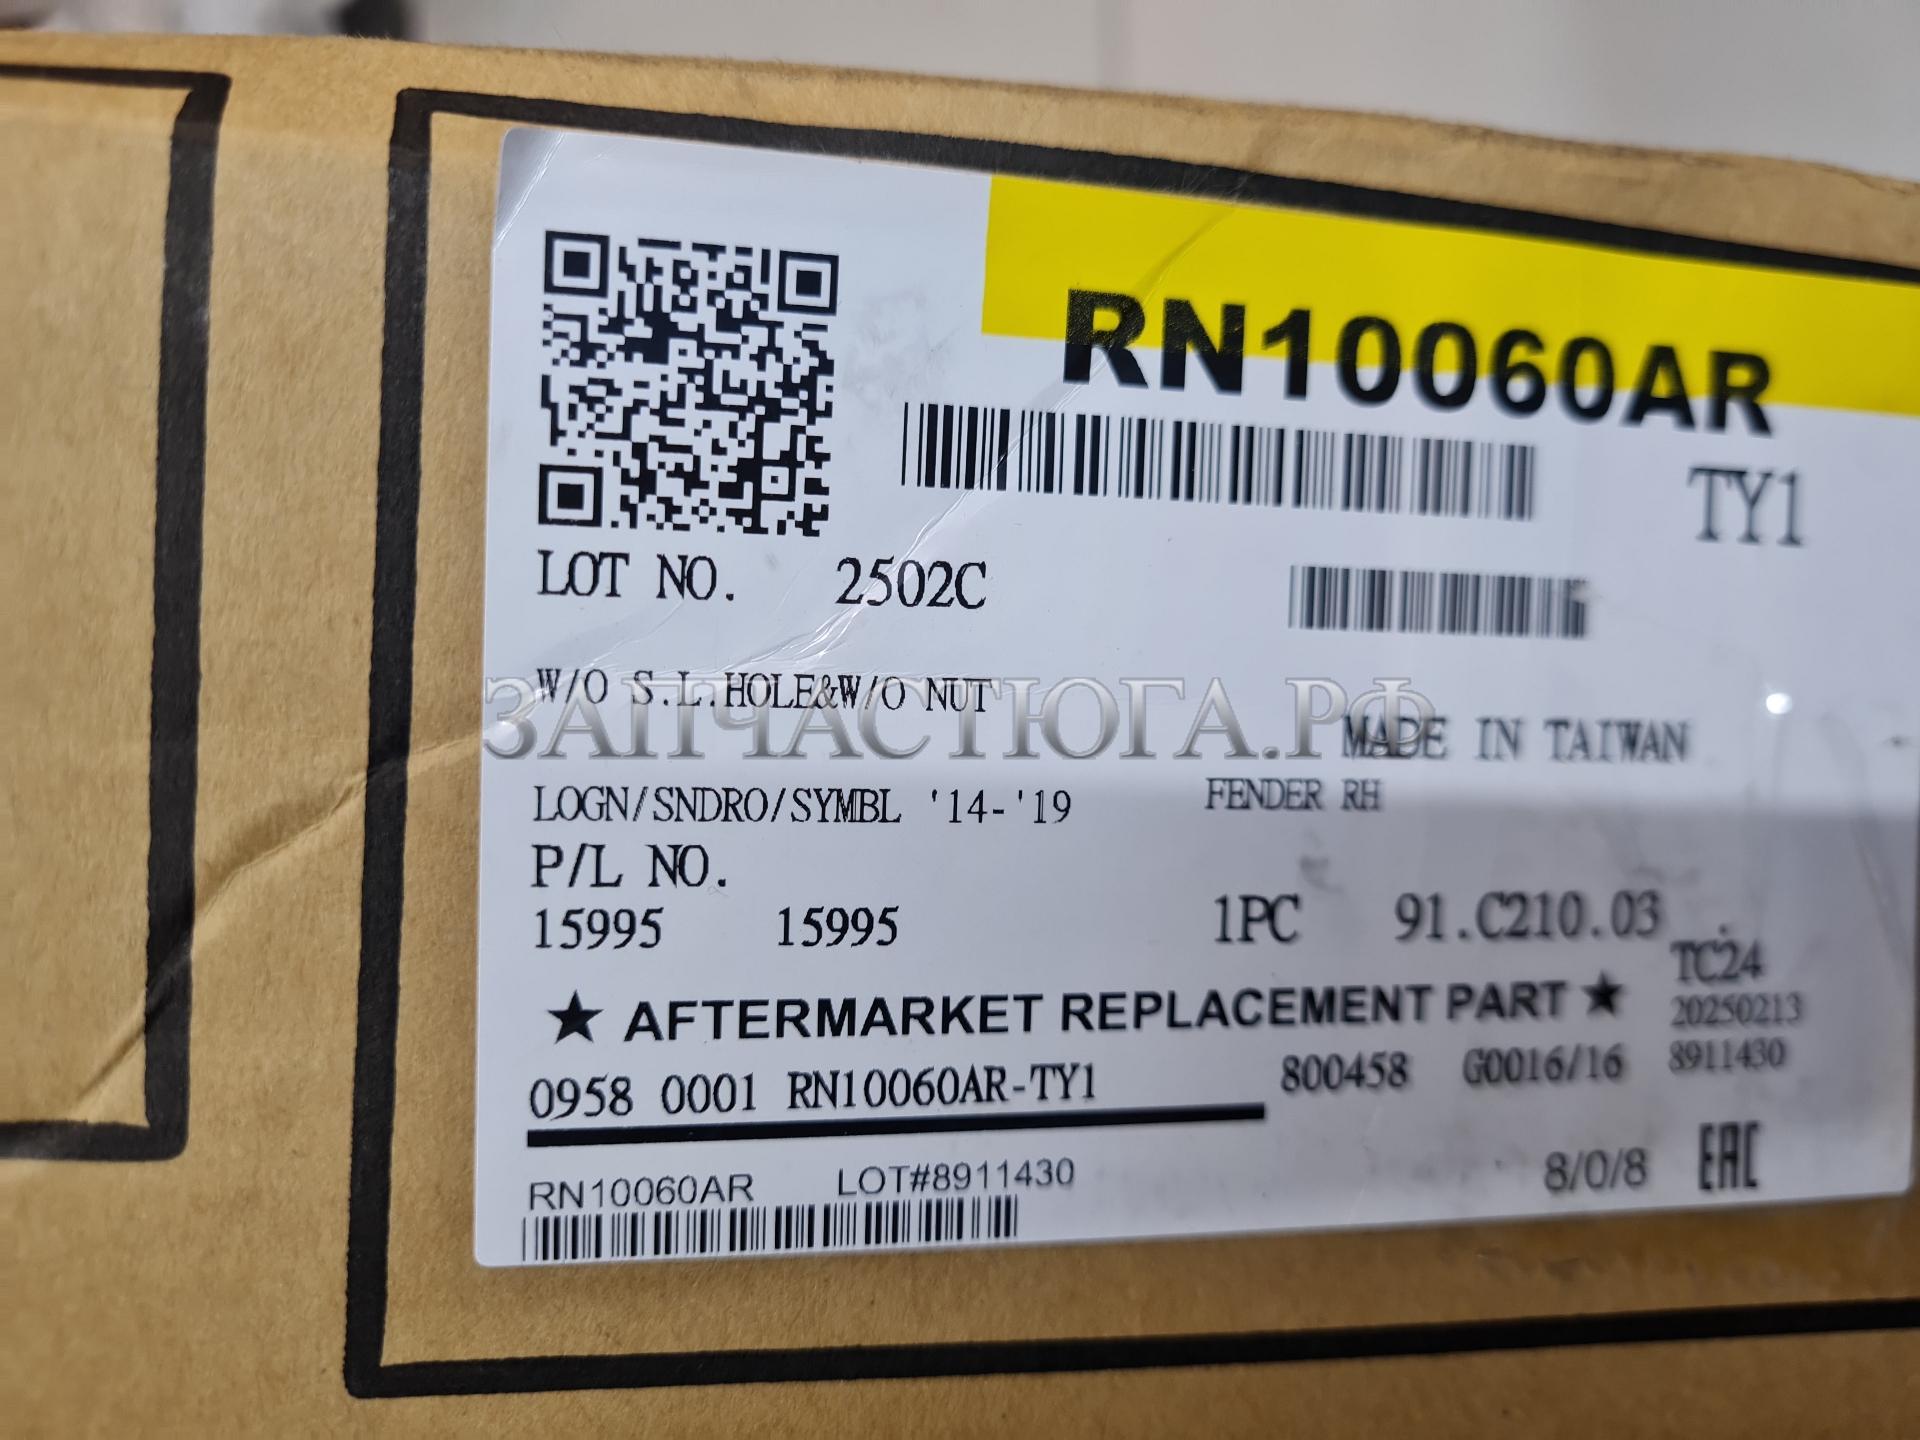 RN10060AR
TY1
LOT NO. 2502C
W/O S.L.HOLE&W/O NUT
ЗАПЧАСТЮГА.РФ
MADE IN TAIWAN
LOGN/SNDRO/SYMBL '14-'19 FENDER RH
P/L NO.
15995 15995 1PC 91.C210.03
TC24
★ AFTERMARKET REPLACEMENT PART ★ 20250213
0958 0001 RN10060AR-TY1 800458 G0016/16 8911430
8/0/8 EAC
RN10060AR LOT#8911430